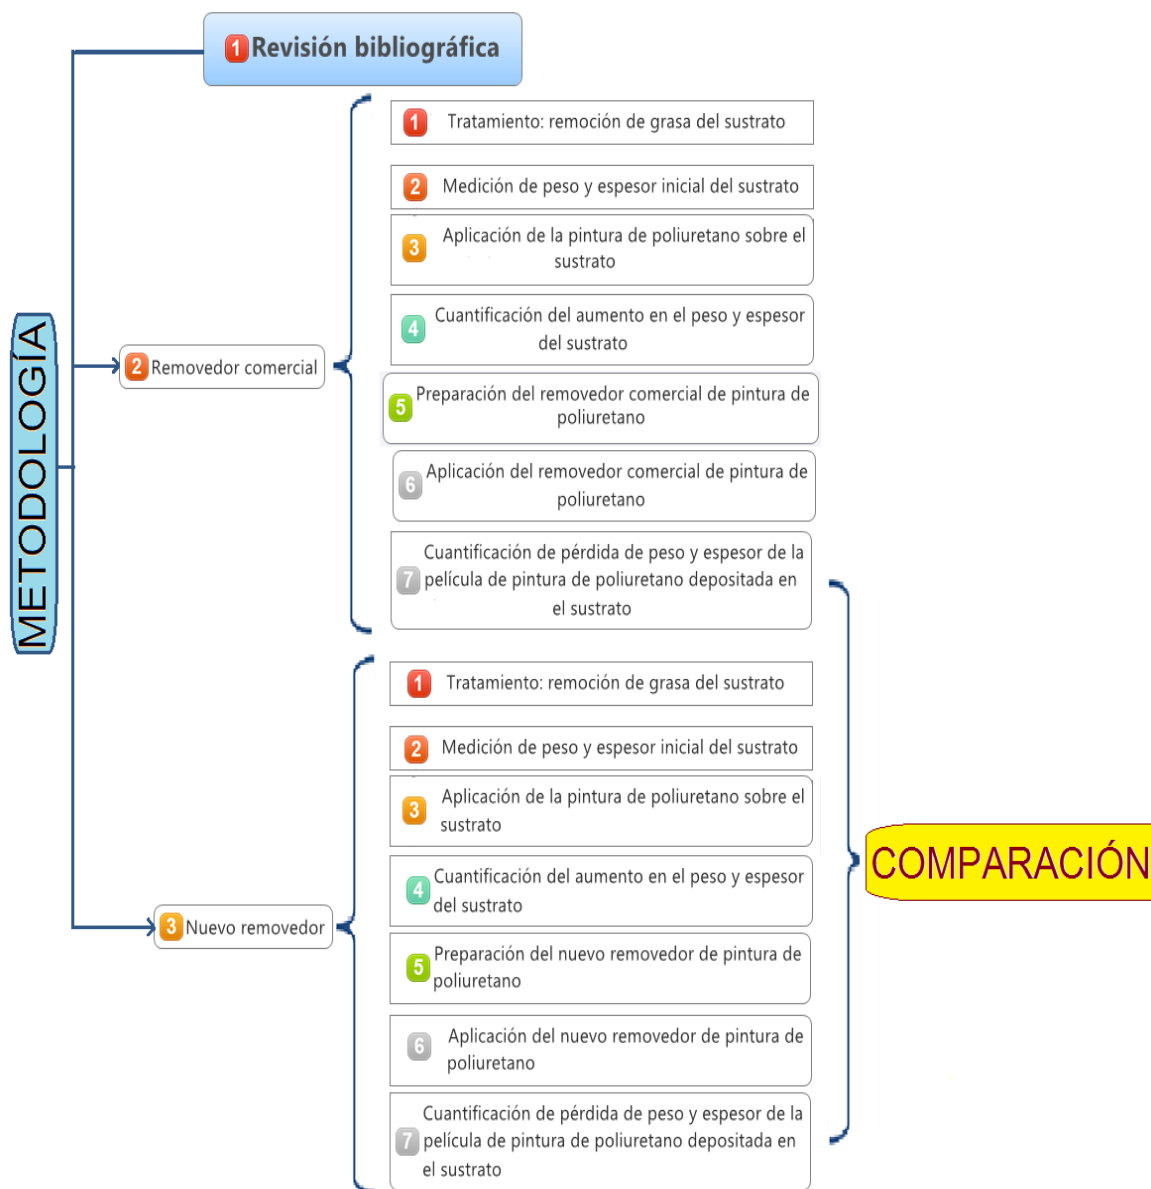 METODOLOGÍA
1 Revisión bibliográfica
2 Removedor comercial
1 Tratamiento: remoción de grasa del sustrato
2 Medición de peso y espesor inicial del sustrato
3 Aplicación de la pintura de poliuretano sobre el
sustrato
4 Cuantificación del aumento en el peso y espesor
del sustrato
5 Preparación del removedor comercial de pintura de
poliuretano
6 Aplicación del removedor comercial de pintura de
poliuretano
7 Cuantificación de pérdida de peso y espesor de la
película de pintura de poliuretano depositada en
el sustrato
3 Nuevo removedor
1 Tratamiento: remoción de grasa del sustrato
2 Medición de peso y espesor inicial del sustrato
3 Aplicación de la pintura de poliuretano sobre el
sustrato
4 Cuantificación del aumento en el peso y espesor
del sustrato
5 Preparación del nuevo removedor de pintura de
poliuretano
6 Aplicación del nuevo removedor de pintura de
poliuretano
7 Cuantificación de pérdida de peso y espesor de la
película de pintura de poliuretano depositada en
el sustrato
COMPARACIÓN